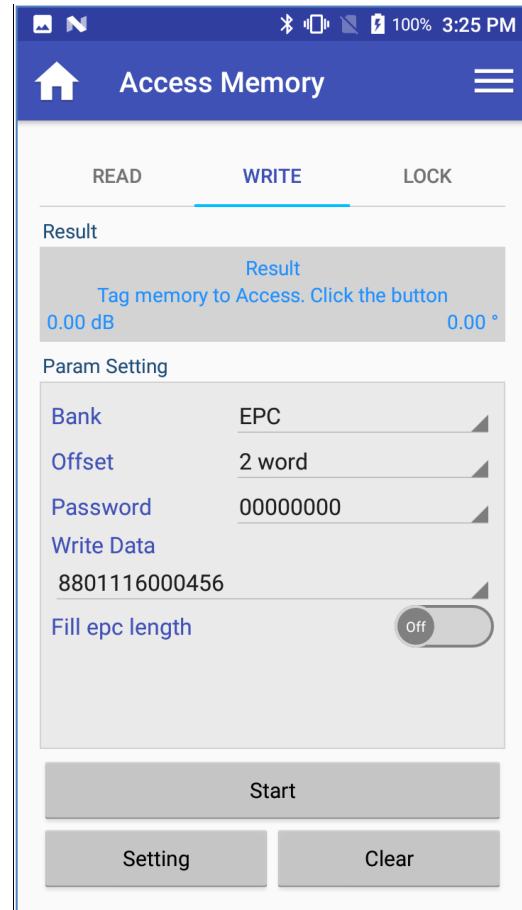 100% 3:25 PM
Access Memory
READ WRITE LOCK
Result
Result
Tag memory to Access. Click the button
0.00 dB 0.00 °
Param Setting
Bank EPC
Offset 2 word
Password 00000000
Write Data
8801116000456
Fill epc length Off
Start
Setting Clear